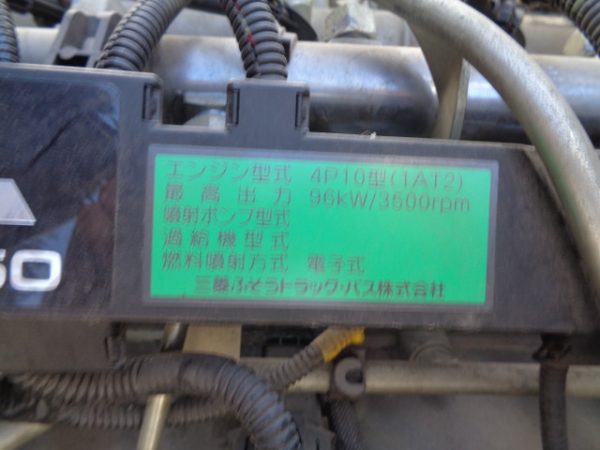 エンジン型式 4P10型(1AT2)
最高出力 96kW/3500rpm
噴射ポンプ型式
過給機型式
燃料噴射方式 電子式
三菱ふそうトラック・バス株式会社
50